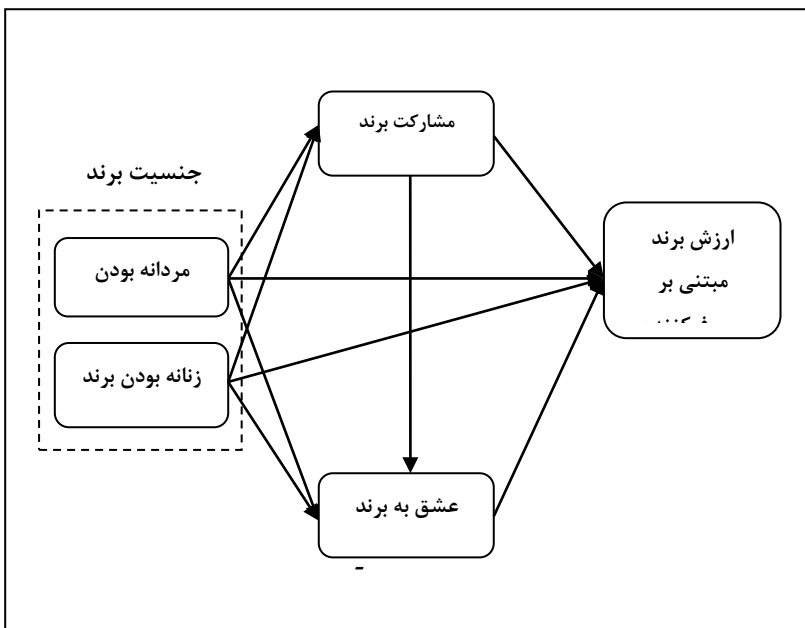 مشارکت برند
جنسیت برند
مردانه بودن
زنانه بودن برند
ارزش برند
مبتنی بر
عشق به برند